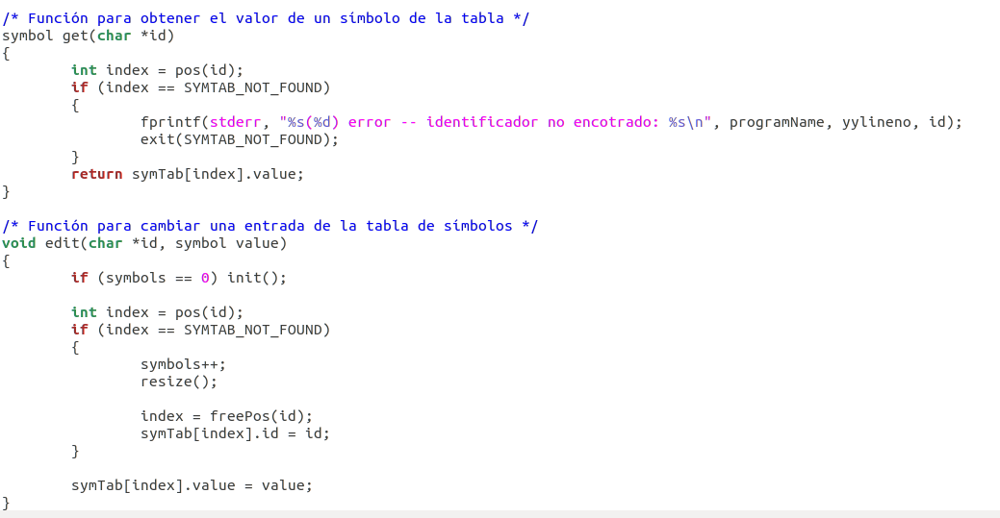 /* Función para obtener el valor de un símbolo de la tabla */
symbol get(char *id)
{
        int index = pos(id);
        if (index == SYMTAB_NOT_FOUND)
        {
                fprintf(stderr, "%s(%d) error -- identificador no encotrado: %s\n", programName, yylineno, id);
                exit(SYMTAB_NOT_FOUND);
        }
        return symTab[index].value;
}

/* Función para cambiar una entrada de la tabla de símbolos */
void edit(char *id, symbol value)
{
        if (symbols == 0) init();

        int index = pos(id);
        if (index == SYMTAB_NOT_FOUND)
        {
                symbols++;
                resize();

                index = freePos(id);
                symTab[index].id = id;
        }

        symTab[index].value = value;
}